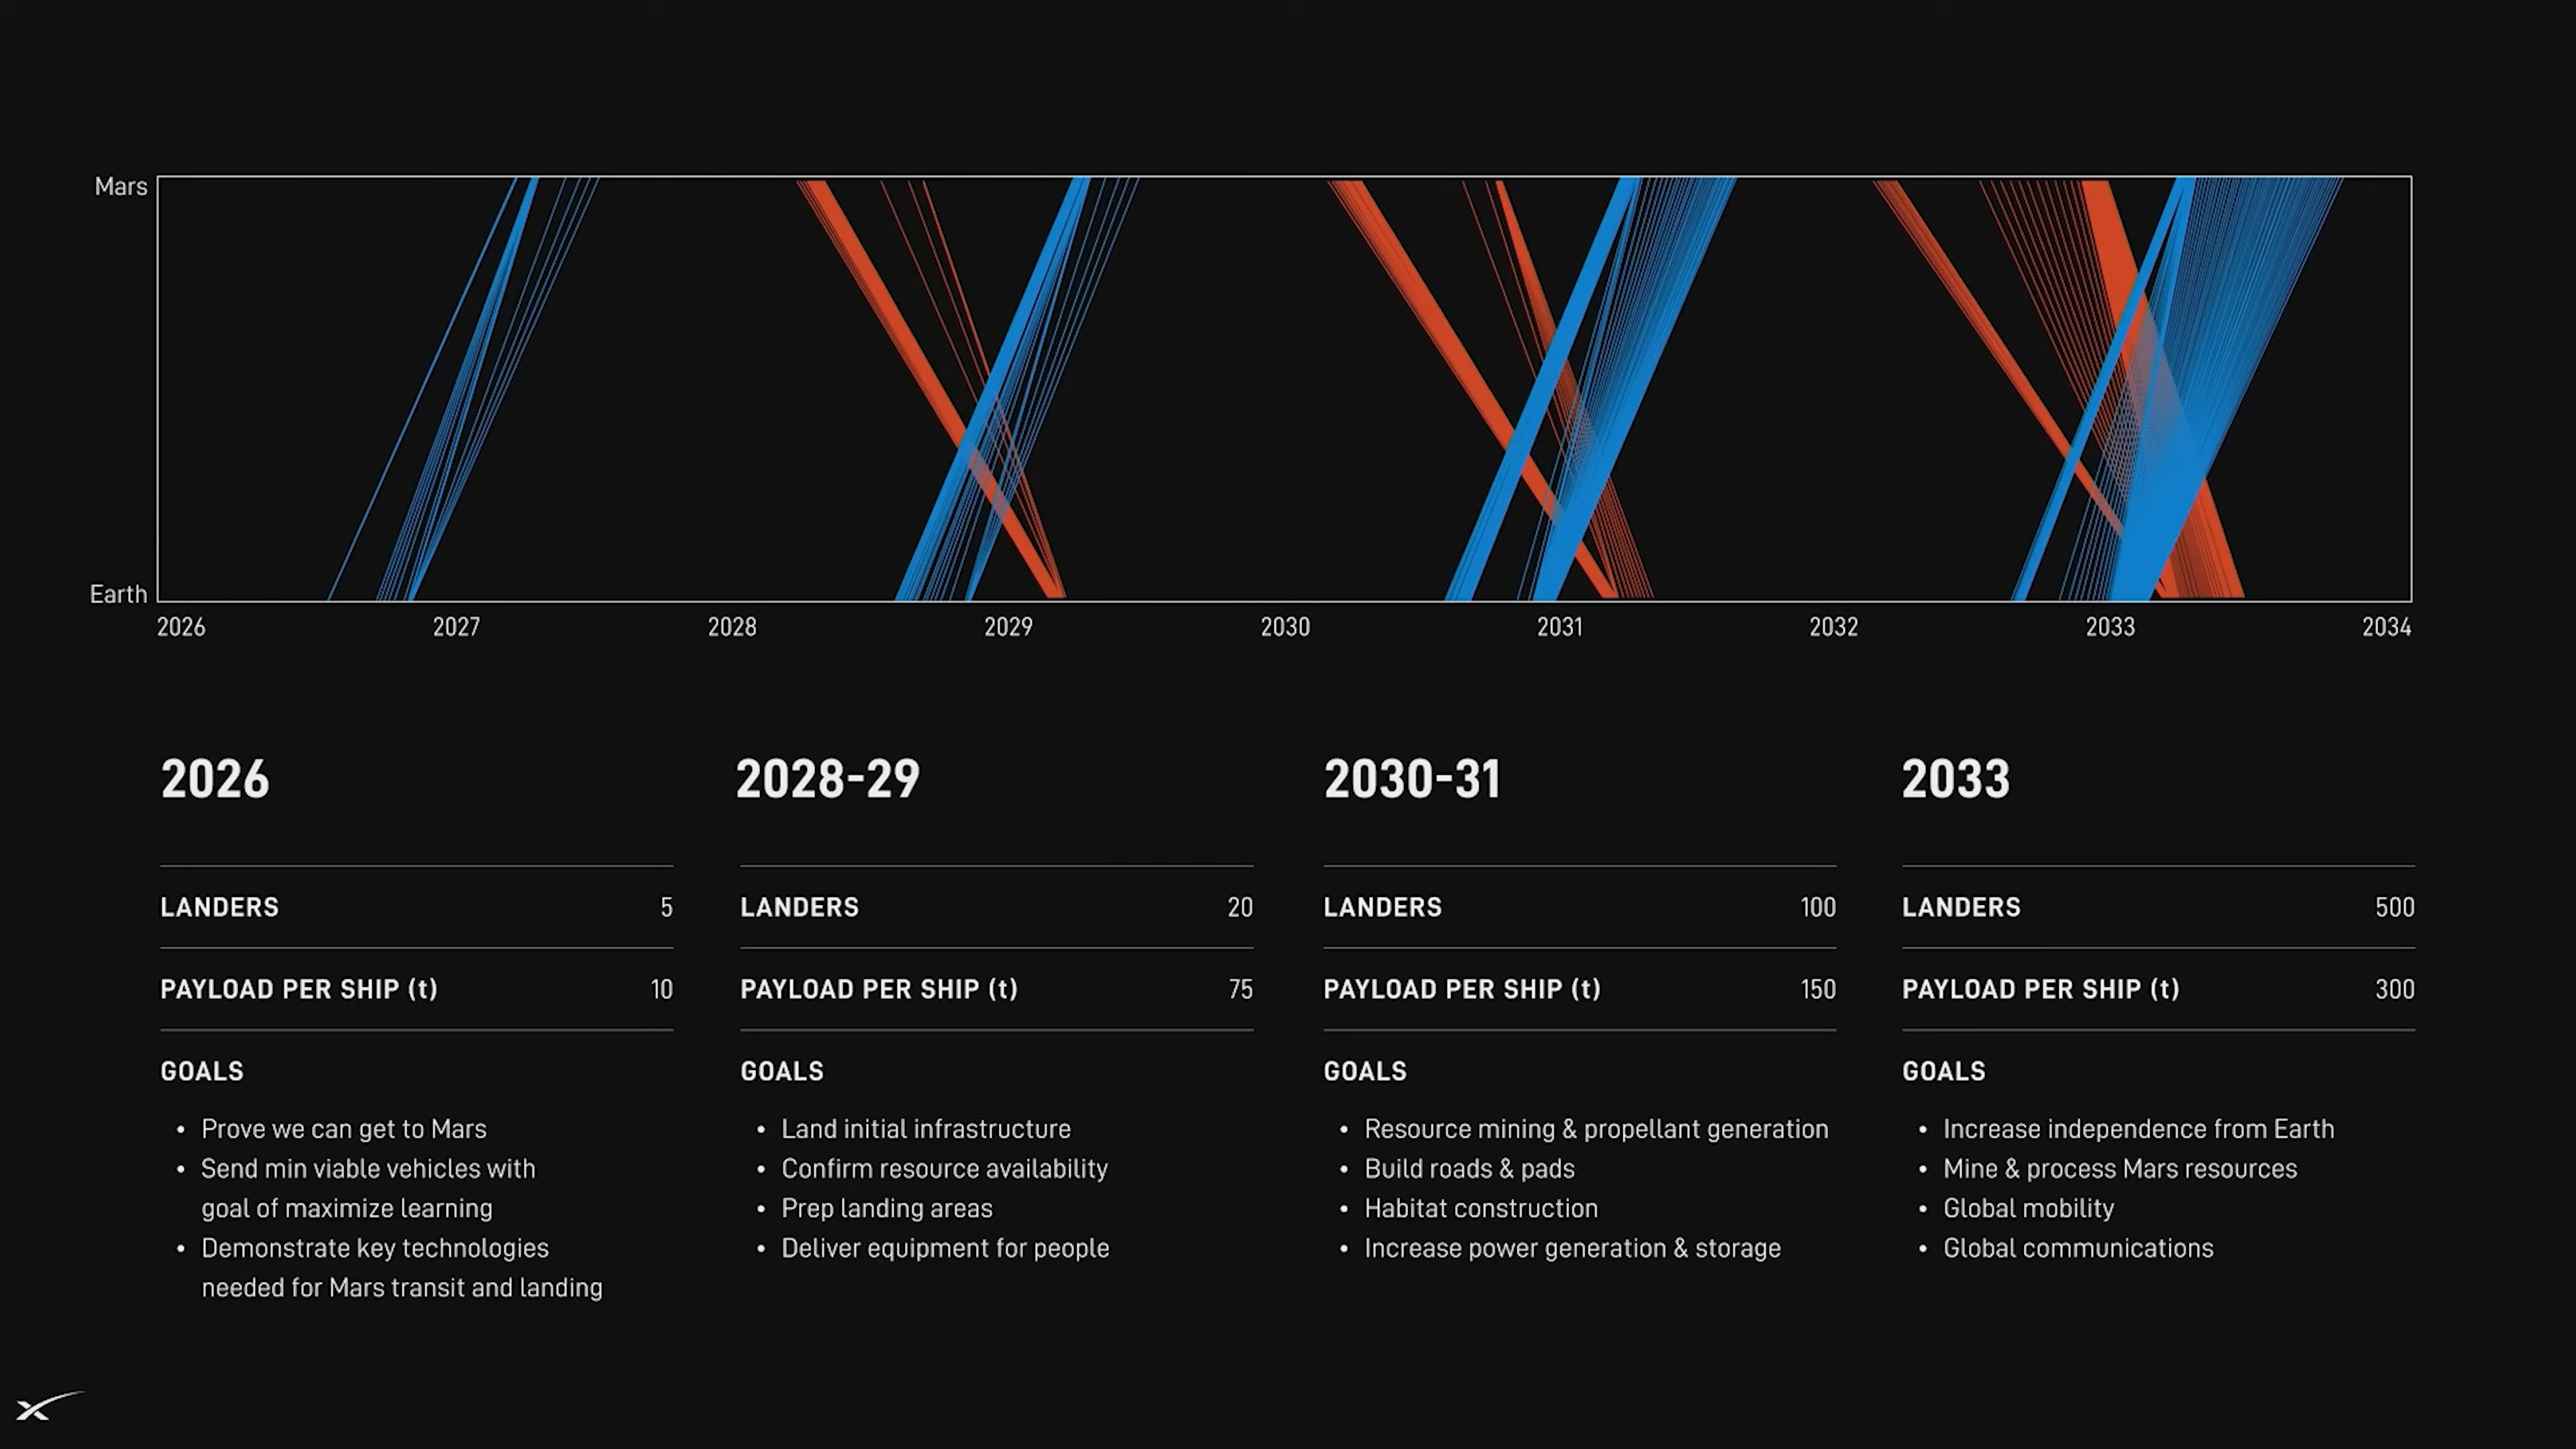 Mars
Earth
2026 2027 2028 2029 2030 2031 2032 2033 2034
2026
LANDERS 5
PAYLOAD PER SHIP (t) 10
GOALS
• Prove we can get to Mars
• Send min viable vehicles with
goal of maximize learning
• Demonstrate key technologies
needed for Mars transit and landing
2028-29
LANDERS 20
PAYLOAD PER SHIP (t) 75
GOALS
• Land initial infrastructure
• Confirm resource availability
• Prep landing areas
• Deliver equipment for people
2030-31
LANDERS 100
PAYLOAD PER SHIP (t) 150
GOALS
• Resource mining & propellant generation
• Build roads & pads
• Habitat construction
• Increase power generation & storage
2033
LANDERS 500
PAYLOAD PER SHIP (t) 300
GOALS
• Increase independence from Earth
• Mine & process Mars resources
• Global mobility
• Global communications